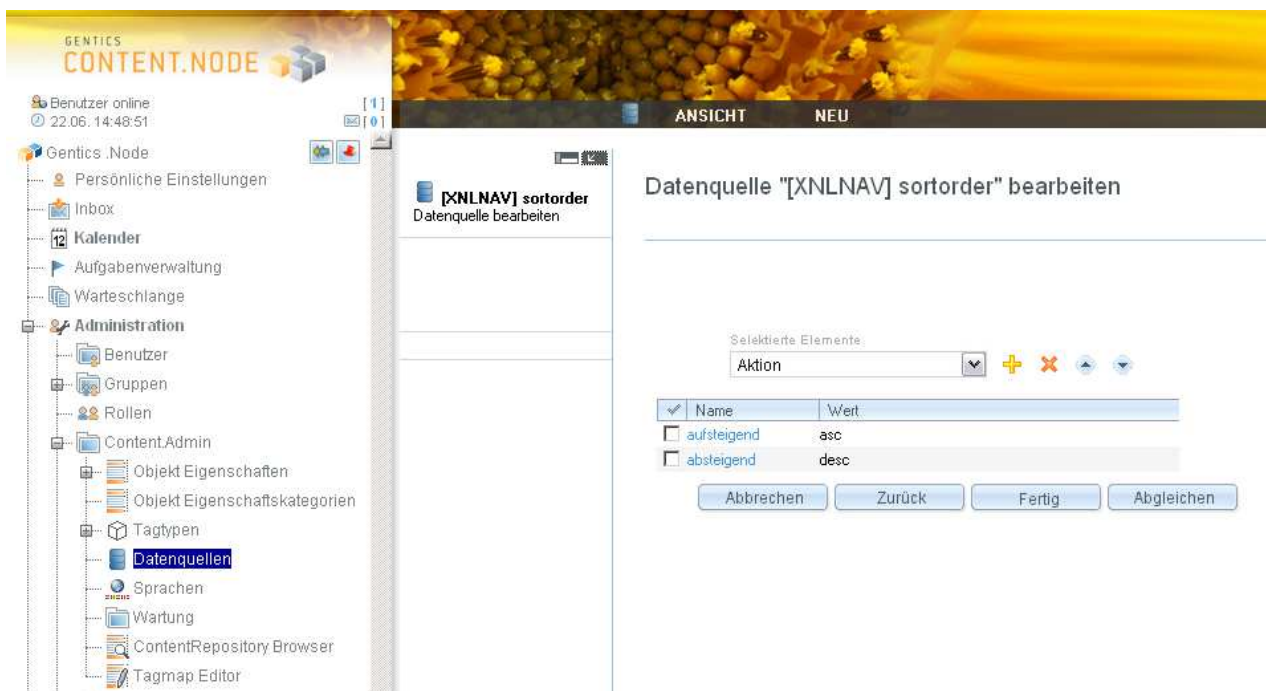 GENTICS
CONTENT.NODE
Benutzer online [1]
22.06. 14:48:51 [0]
ANSICHT NEU
Gentics .Node
Persönliche Einstellungen
Inbox
12 Kalender
Aufgabenverwaltung
Warteschlange
Administration
Benutzer
Gruppen
Rollen
Content.Admin
Objekt Eigenschaften
Objekt Eigenschaftskategorien
Tagtypen
Datenquellen
Sprachen
Wartung
ContentRepository Browser
Tagmap Editor
[XNLNAV] sortorder
Datenquelle bearbeiten
Datenquelle "[XNLNAV] sortorder" bearbeiten
Selektierte Elemente
Aktion
Name Wert
aufsteigend asc
absteigend desc
Abbrechen Zurück Fertig Abgleichen